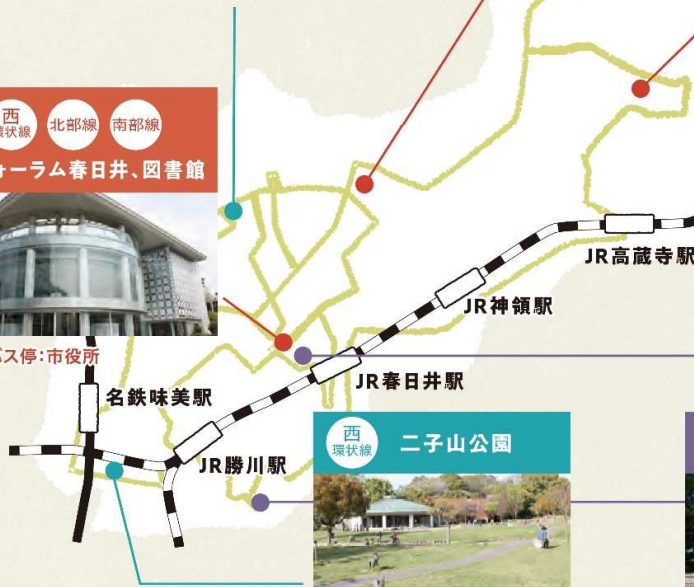 西
環状線
北部線
南部線
ォーラム春日井、図書館
バス停:市役所
JR高蔵寺駅
JR神領駅
JR春日井駅
名鉄味美駅
JR勝川駅
西
環状線
二子山公園